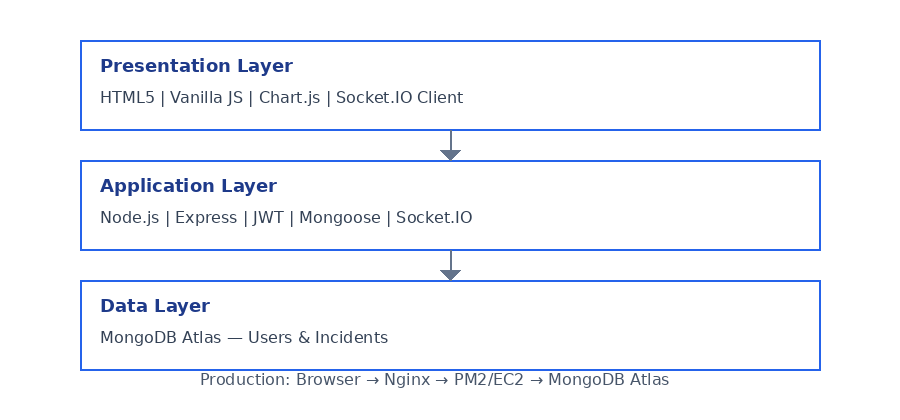 Presentation Layer
HTML5 | Vanilla JS | Chart.js | Socket.IO Client
Application Layer
Node.js | Express | JWT | Mongoose | Socket.IO
Data Layer
MongoDB Atlas — Users & Incidents
Production: Browser → Nginx → PM2/EC2 → MongoDB Atlas